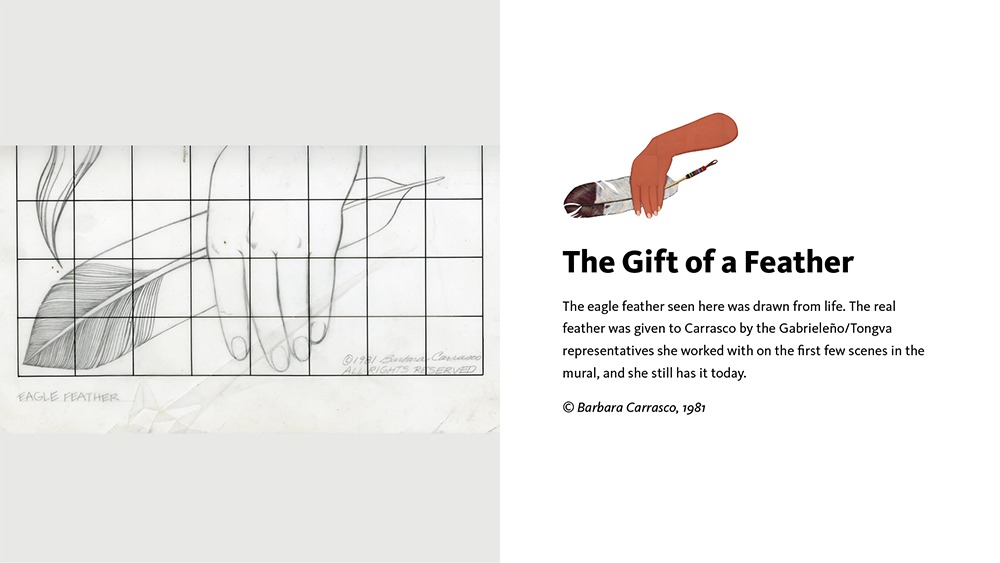 ©1981 Barbara Carrasco
ALL RIGHTS RESERVED
EAGLE FEATHER
The Gift of a Feather
The eagle feather seen here was drawn from life. The real
feather was given to Carrasco by the Gabrieleño/Tongva
representatives she worked with on the first few scenes in the
mural, and she still has it today.
© Barbara Carrasco, 1981